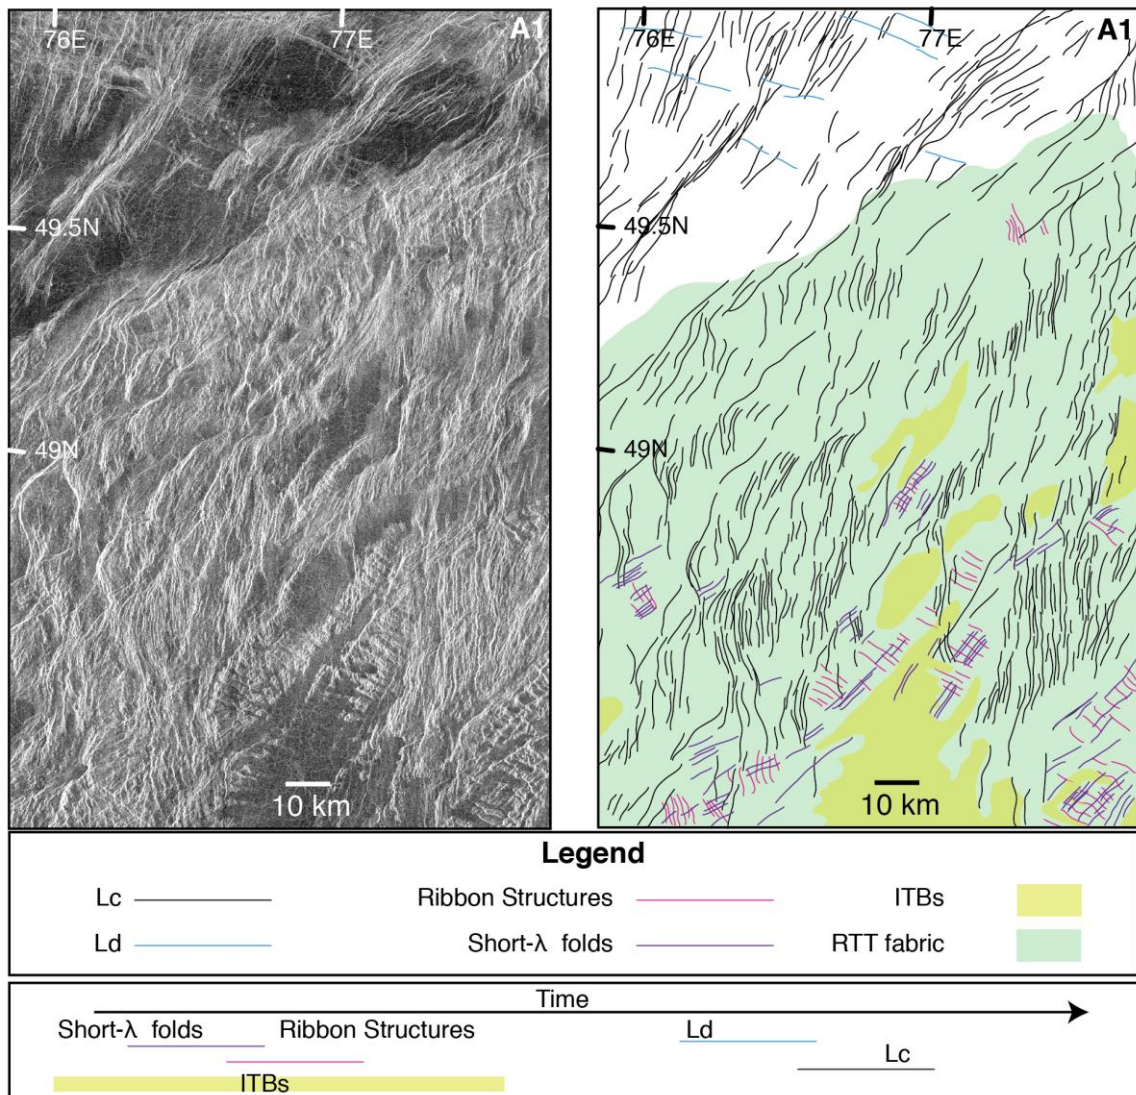 76E 77E A1
49.5N
49N
10 km
76E 77E A1
49.5N
49N
10 km
Legend
Lc Ribbon Structures ITBs
Ld Short-λ folds RTT fabric
Time
Short-λ folds Ribbon Structures Ld
Lc
ITBs